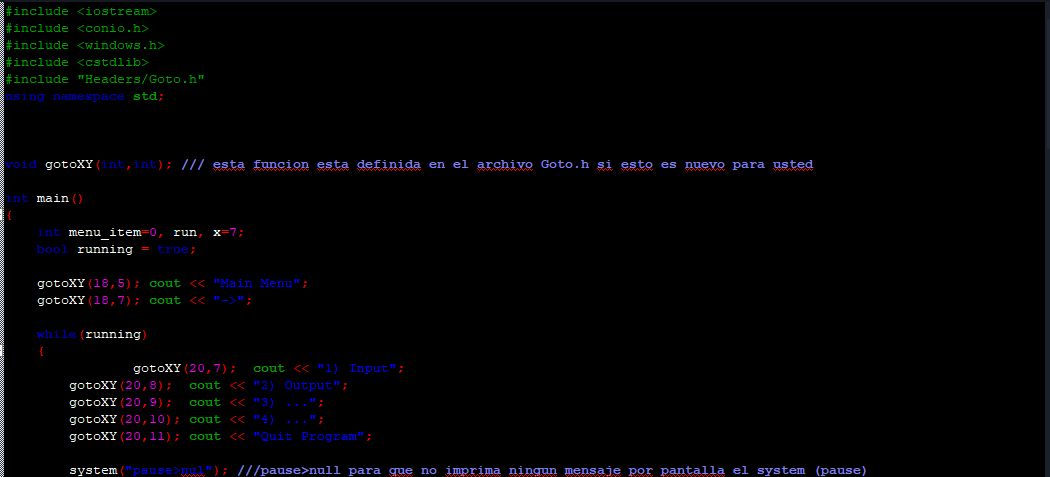 #include <iostream>
#include <conio.h>
#include <windows.h>
#include <cstdlib>
#include "Headers/Goto.h"
using namespace std;
void gotoXY(int,int); /// esta funcion esta definida en el archivo Goto.h si esto es nuevo para usted
int main()
{
int menu_item=0, run, x=7;
bool running = true;
gotoXY(18,5); cout << "Main Menu";
gotoXY(18,7); cout << "->";
while(running)
{
gotoXY(20,7);  cout << "1) Input";
gotoXY(20,8);  cout << "2) Output";
gotoXY(20,9);  cout << "3) ...";
gotoXY(20,10); cout << "4) ...";
gotoXY(20,11); cout << "Quit Program";
system("pause>nul"); ///pause>null para que no imprima ningun mensaje por pantalla el system (pause)